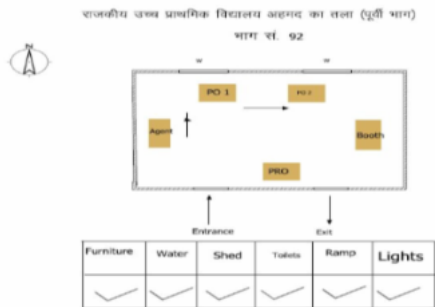 राजकीय उच्च प्राथमिक विद्यालय अहमद का तला (पूर्वी भाग)
भाग सं. 92
N
W W
PO 1 PO 2
Agent Booth
PRO
Entrance Exit
Furniture Water Shed Toilets Ramp Lights